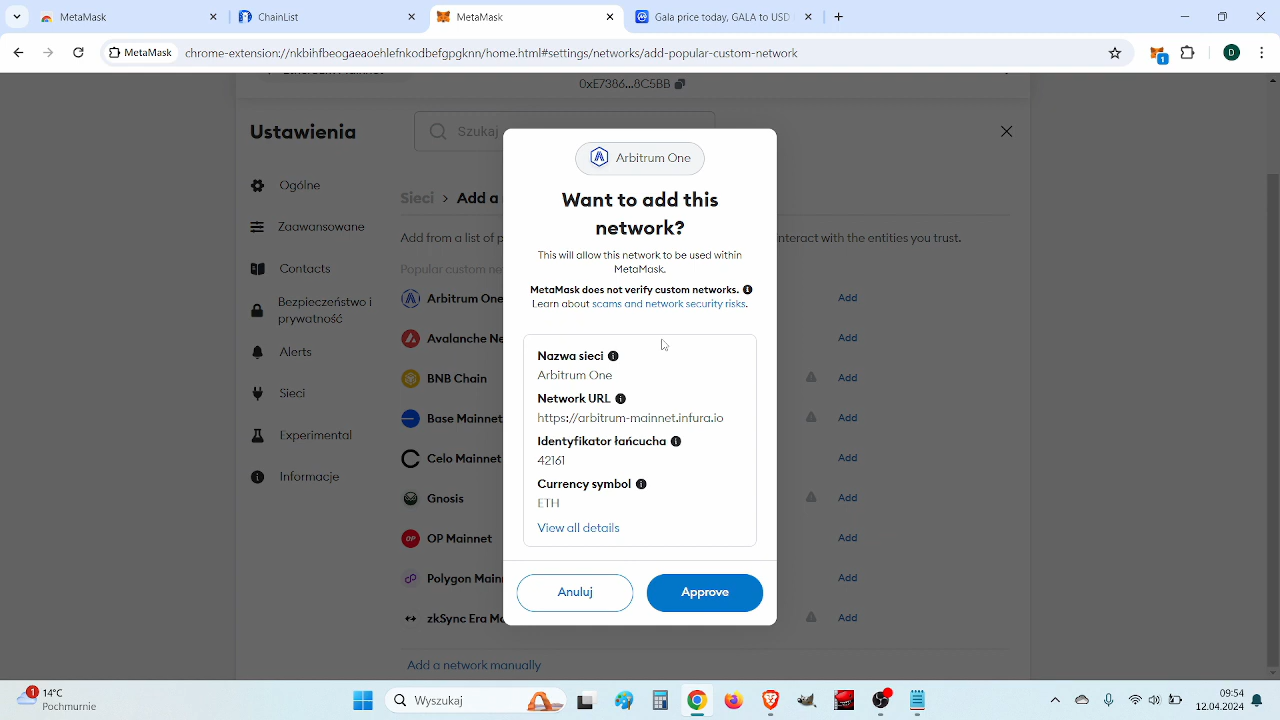 MetaMask
ChainList
MetaMask
Gala price today, GALA to USD
MetaMask
chrome-extension://nkbihfbeogaeaoehlefnkodbefgpgknn/home.html#settings/networks/add-popular-custom-network
D
1
0xE7386...8C5BB
Ustawienia
Szukaj
Ogólne
Zaawansowane
Contacts
Bezpieczeństwo i
prywatność
Alerts
Sieci
Experimental
Informacje
Sieci > Add a
Add from a list of p
nteract with the entities you trust.
Popular custom ne
Arbitrum One
Add
Avalanche Ne
Add
BNB Chain
Add
Base Mainnet
Add
Celo Mainnet
Add
Gnosis
Add
OP Mainnet
Add
Polygon Main
Add
zkSync Era M
Add
Add a network manually
Arbitrum One
Want to add this
network?
This will allow this network to be used within
MetaMask.
MetaMask does not verify custom networks.
Learn about scams and network security risks.
Nazwa sieci
Arbitrum One
Network URL
https://arbitrum-mainnet.infura.io
Identyfikator łańcucha
42161
Currency symbol
ETH
View all details
Anuluj
Approve
1
14°C
Pochmurnie
Wyszukaj
09:54
12.04.2024